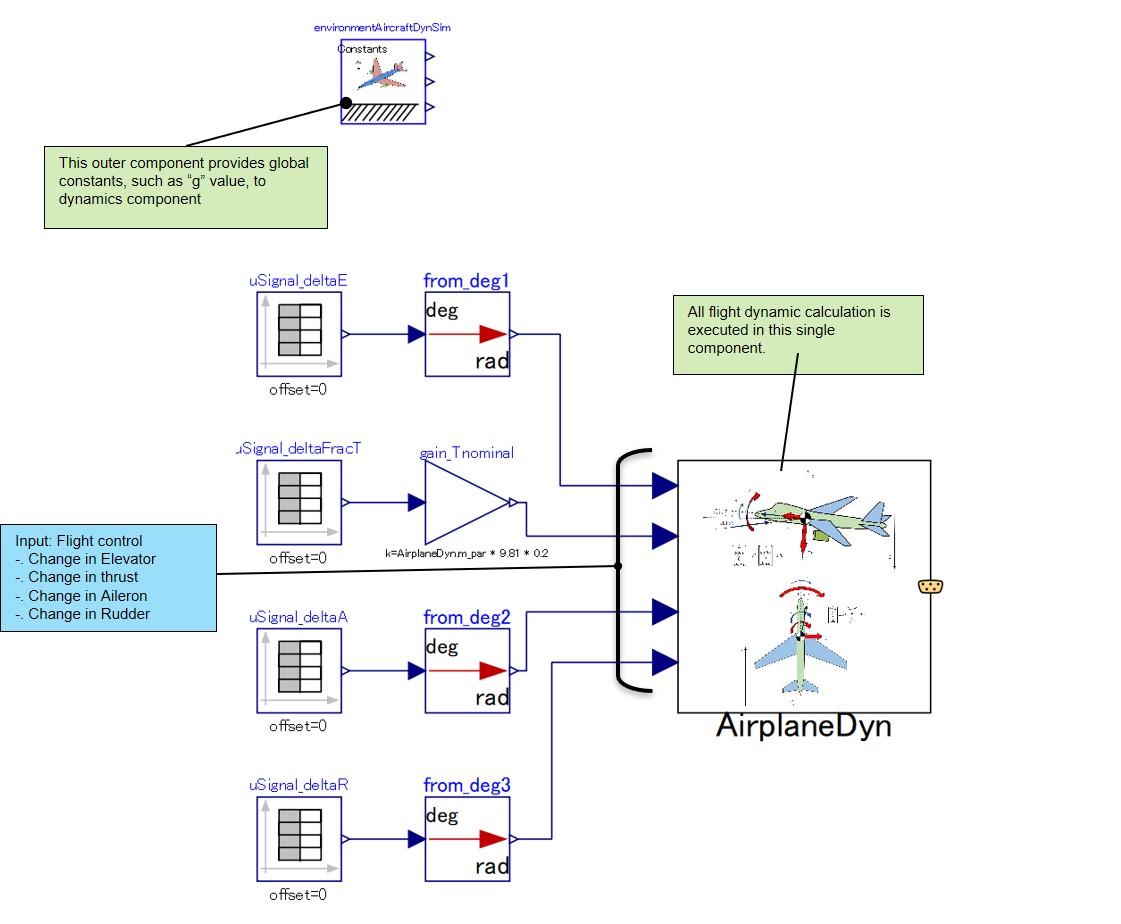 environmentAircraftDynSim
Constants
This outer component provides global
constants, such as “g” value, to
dynamics component
uSignal_deltaE
from_deg1
deg
rad
offset=0
All flight dynamic calculation is
executed in this single
component.
uSignal_deltaFracT
gain_Tnominal
k=AirplaneDyn.m_par * 9.81 * 0.2
offset=0
Input: Flight control
-. Change in Elevator
-. Change in thrust
-. Change in Aileron
-. Change in Rudder
uSignal_deltaA
from_deg2
deg
rad
offset=0
AirplaneDyn
uSignal_deltaR
from_deg3
deg
rad
offset=0